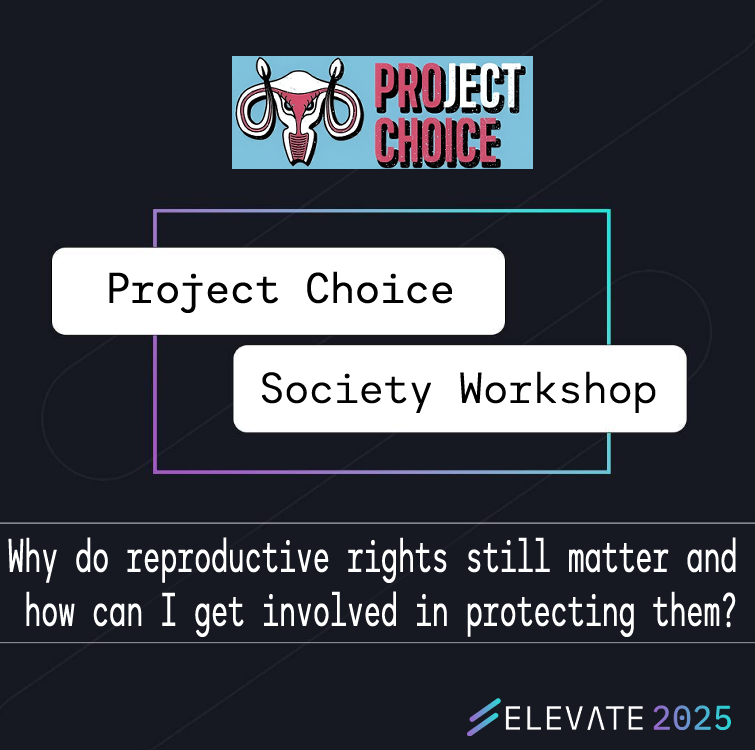 PROJECT
CHOICE
Project Choice
Society Workshop
Why do reproductive rights still matter and
how can I get involved in protecting them?
ELEVATE 2025